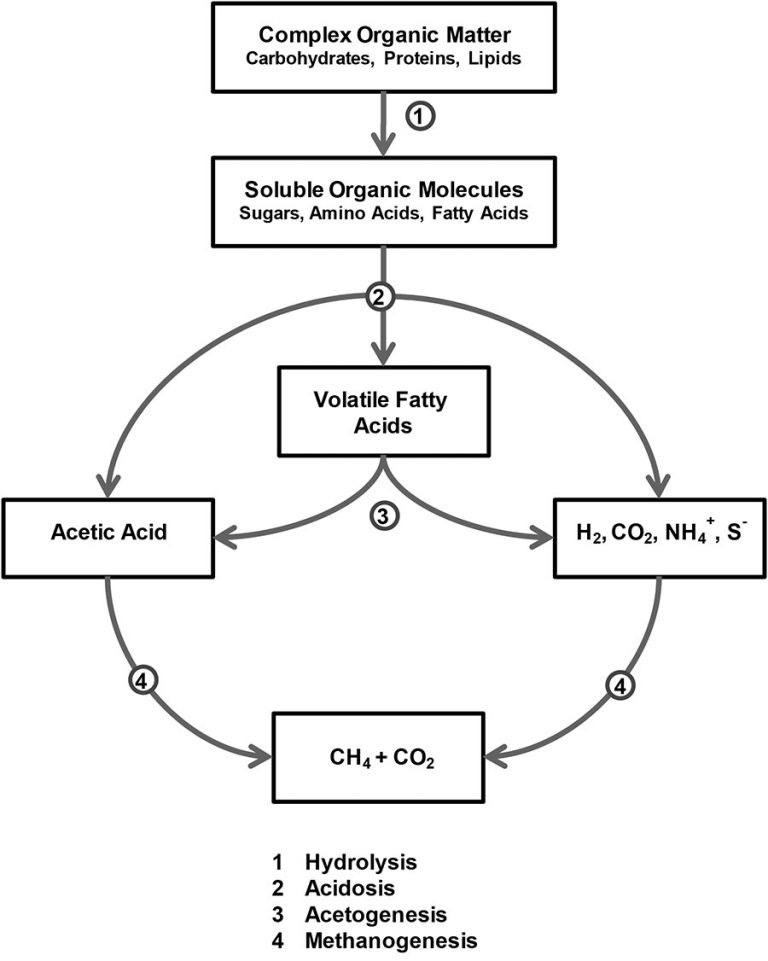 Complex Organic Matter
Carbohydrates, Proteins, Lipids
1
Soluble Organic Molecules
Sugars, Amino Acids, Fatty Acids
2
Volatile Fatty
Acids
3
Acetic Acid
H₂, CO₂, NH₄⁺, S⁻
4
4
CH₄ + CO₂
1 Hydrolysis
2 Acidosis
3 Acetogenesis
4 Methanogenesis